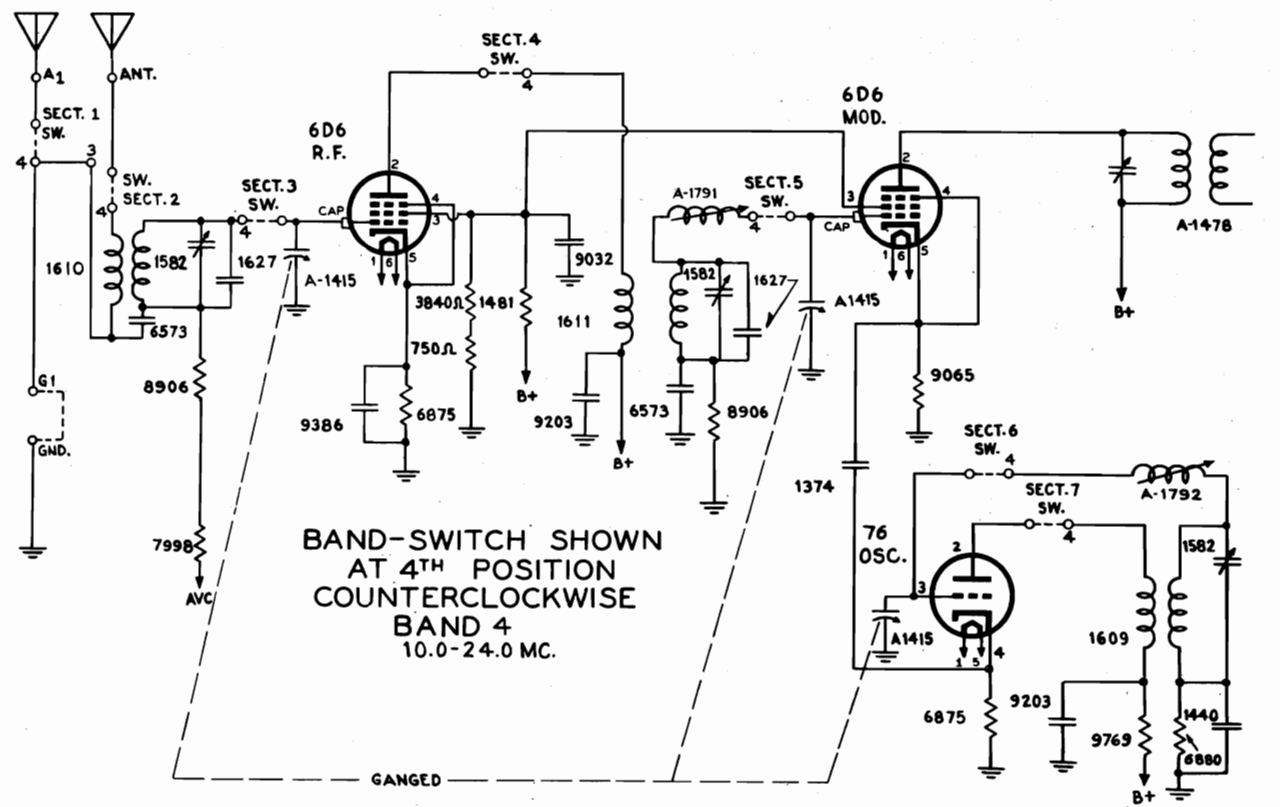 A1
ANT.
SECT. 1
SW.
4
3
SW.
SECT. 2
4
1610
1582
1627
6573
8906
7998
AVC
G1
GND.
SECT. 3
SW.
4
CAP
A-1415
6D6
R.F.
2
4
3
1
6
5
SECT. 4
SW.
4
3840Ω
750Ω
1481
9032
B+
9386
6875
1611
9203
B+
A-1791
SECT. 5
SW.
4
CAP
1582
1627
A1415
6573
8906
6D6
MOD.
2
3
4
1
6
5
A-1478
B+
9065
1374
SECT. 6
SW.
4
A-1792
SECT. 7
SW.
4
76
OSC.
2
3
1
5
4
A1415
6875
1609
1582
9203
9769
B+
1440
6880
BAND-SWITCH SHOWN
AT 4TH POSITION
COUNTERCLOCKWISE
BAND 4
10.0-24.0 MC.
GANGED